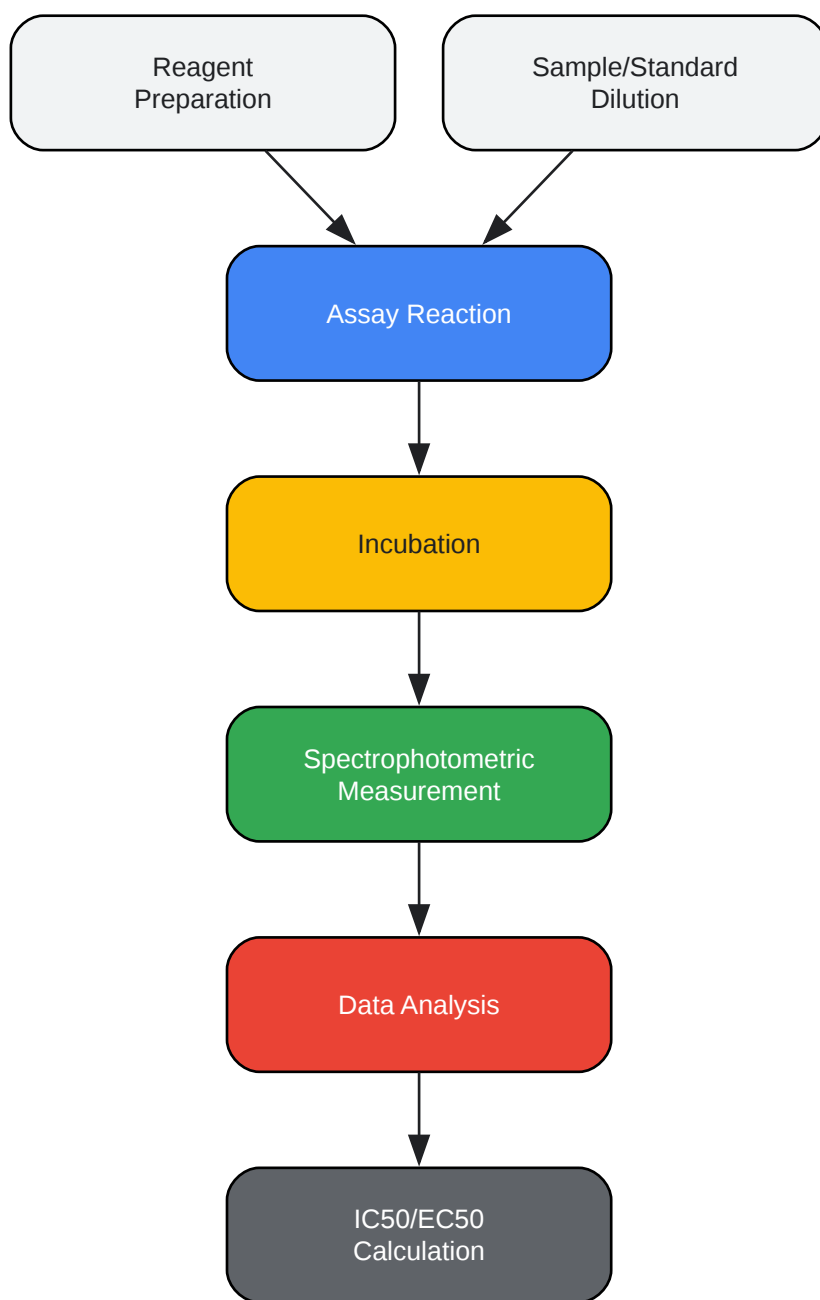 Reagent
Preparation
Sample/Standard
Dilution
Assay Reaction
Incubation
Spectrophotometric
Measurement
Data Analysis
IC50/EC50
Calculation